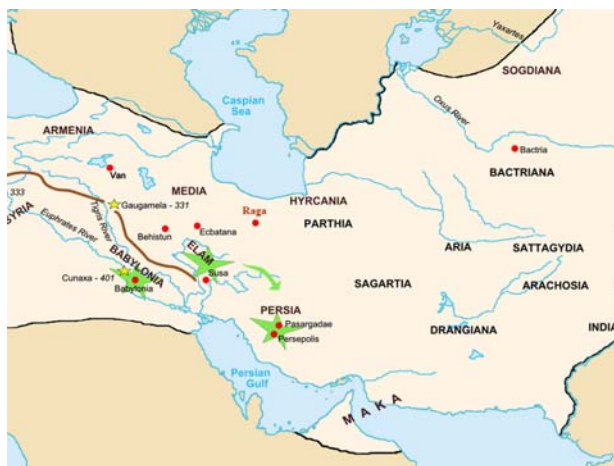 Yaxartes
SOGDIANA
Caspian
Sea
Oxus River
ARMENIA
Bactria
Van
BACTRIANA
333
MEDIA
HYRCANIA
Gaugamela - 331
Raga
PARTHIA
SYRIA
Tigris River
Ecbatana
Behistun
Euphrates River
ELAM
ARIA
SATTAGYDIA
BABYLONIA
Cunaxa - 401
Susa
SAGARTIA
ARACHOSIA
Babylonia
PERSIA
Pasargadae
DRANGIANA
INDIA
Persepolis
Persian
Gulf
MAKA